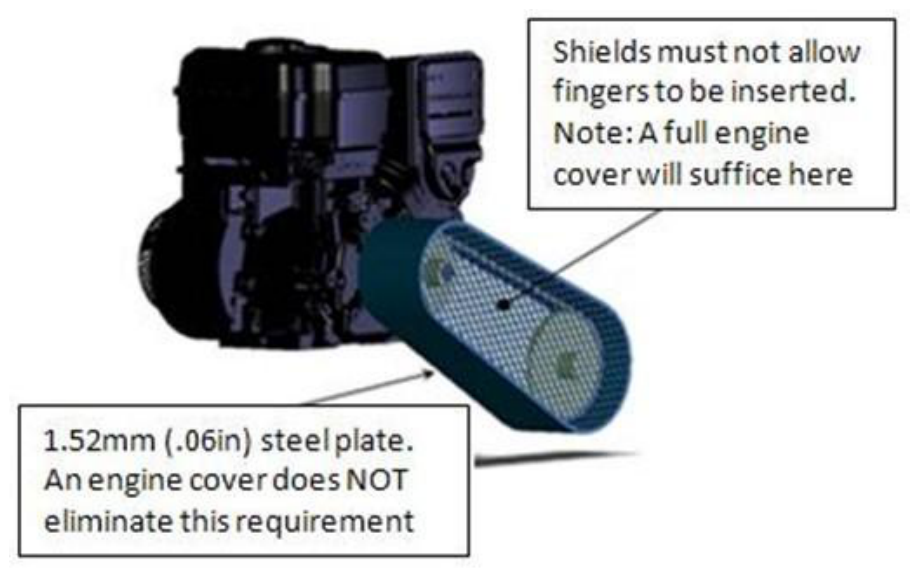 Shields must not allow
fingers to be inserted.
Note: A full engine
cover will suffice here
1.52mm (.06in) steel plate.
An engine cover does NOT
eliminate this requirement